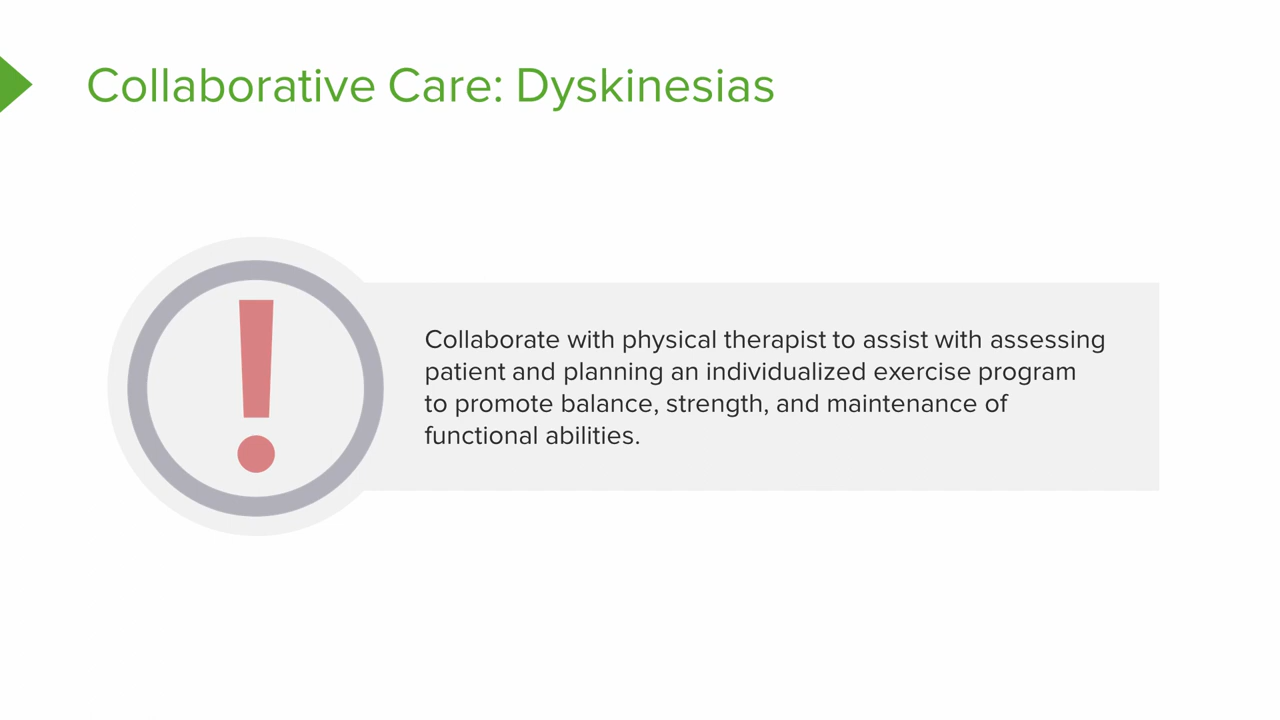 Collaborative Care: Dyskinesias
Collaborate with physical therapist to assist with assessing
patient and planning an individualized exercise program
to promote balance, strength, and maintenance of
functional abilities.